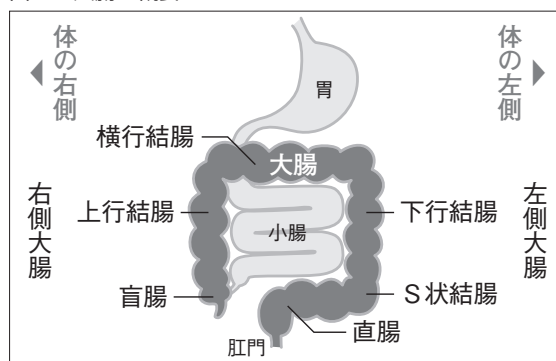 体の右側
体の左側
胃
横行結腸
大腸
右側大腸
上行結腸
小腸
下行結腸
左側大腸
盲腸
S状結腸
直腸
肛門